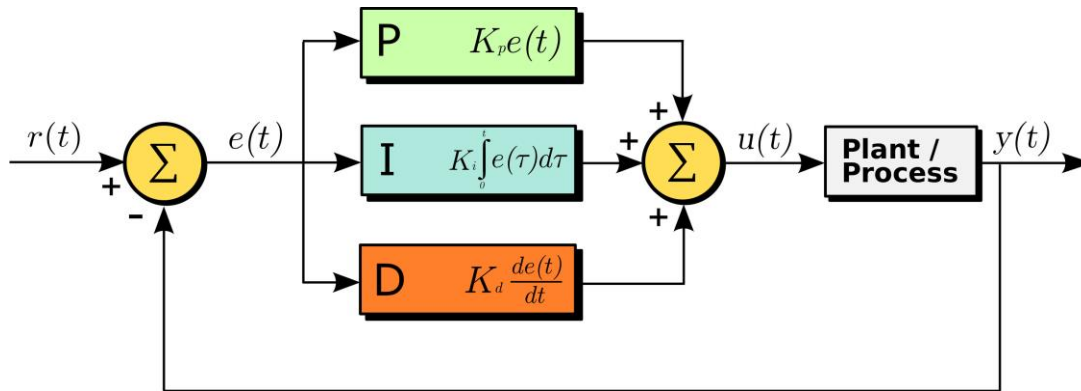 P K_p e(t)
r(t)
+
-
Σ
e(t)
I K_i ∫_0^t e(τ)dτ
D K_d de(t)/dt
+
+
+
Σ
u(t)
Plant /
Process
y(t)